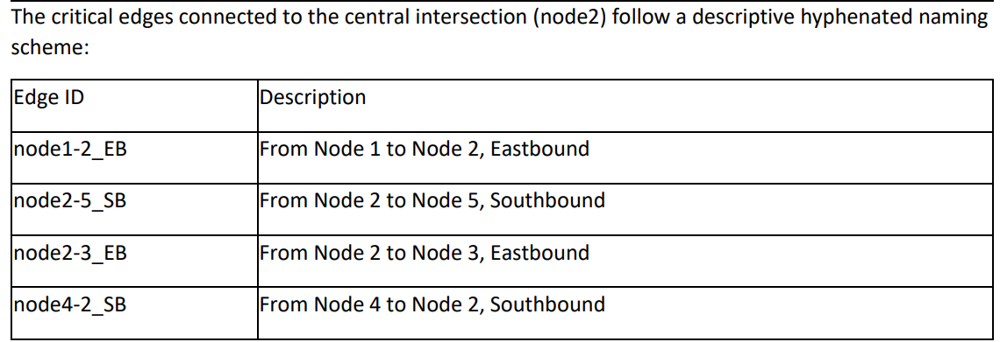 The critical edges connected to the central intersection (node2) follow a descriptive hyphenated naming
scheme:
Edge ID Description
node1-2_EB From Node 1 to Node 2, Eastbound
node2-5_SB From Node 2 to Node 5, Southbound
node2-3_EB From Node 2 to Node 3, Eastbound
node4-2_SB From Node 4 to Node 2, Southbound